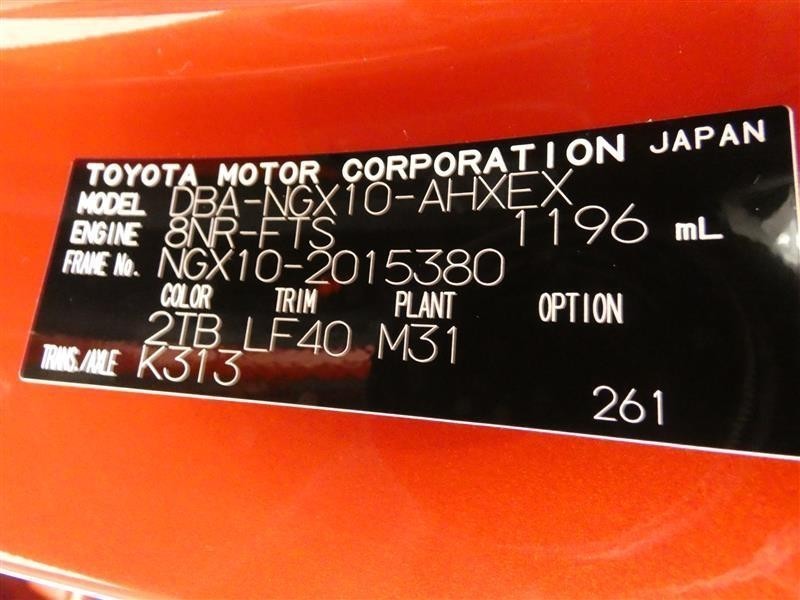 TOYOTA MOTOR CORPORATION JAPAN
MODEL DBA-NGX10-AHXEX
ENGINE 8NR-FTS 1196 mL
FRAME No. NGX10-2015380
COLOR TRIM PLANT OPTION
2TB LF40 M31
TRANS./AXLE K313
261